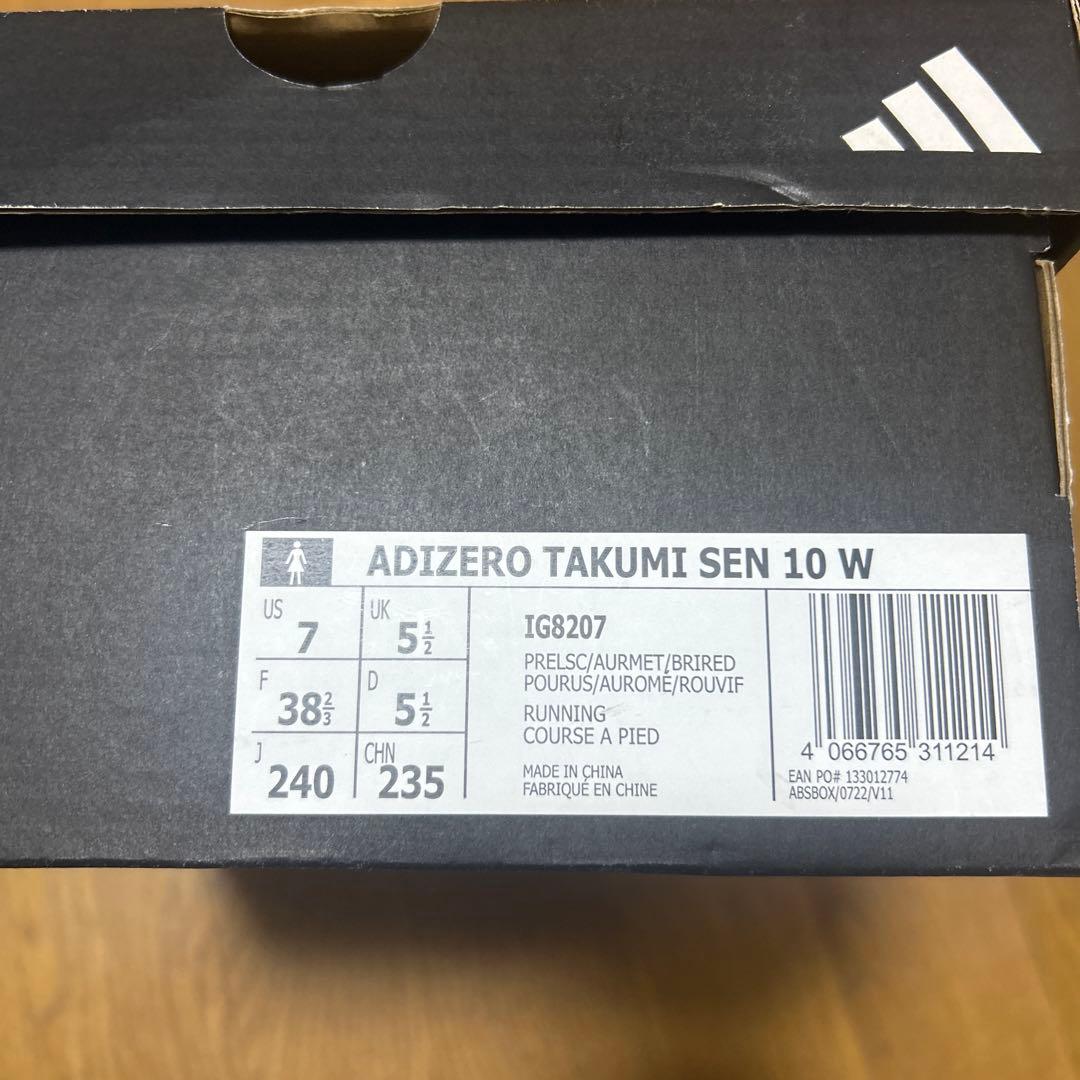 ADIZERO TAKUMI SEN 10 W
US 7
UK 5 1/2
F 38 2/3
D 5 1/2
J 240
CHN 235
IG8207
PRELSC/AURMET/BRIRED
POURUS/AUROME/ROUVIF
RUNNING
COURSE A PIED
MADE IN CHINA
FABRIQUÉ EN CHINE
4 066765 311214
EAN PO# 133012774
ABSBOX/0722/V11